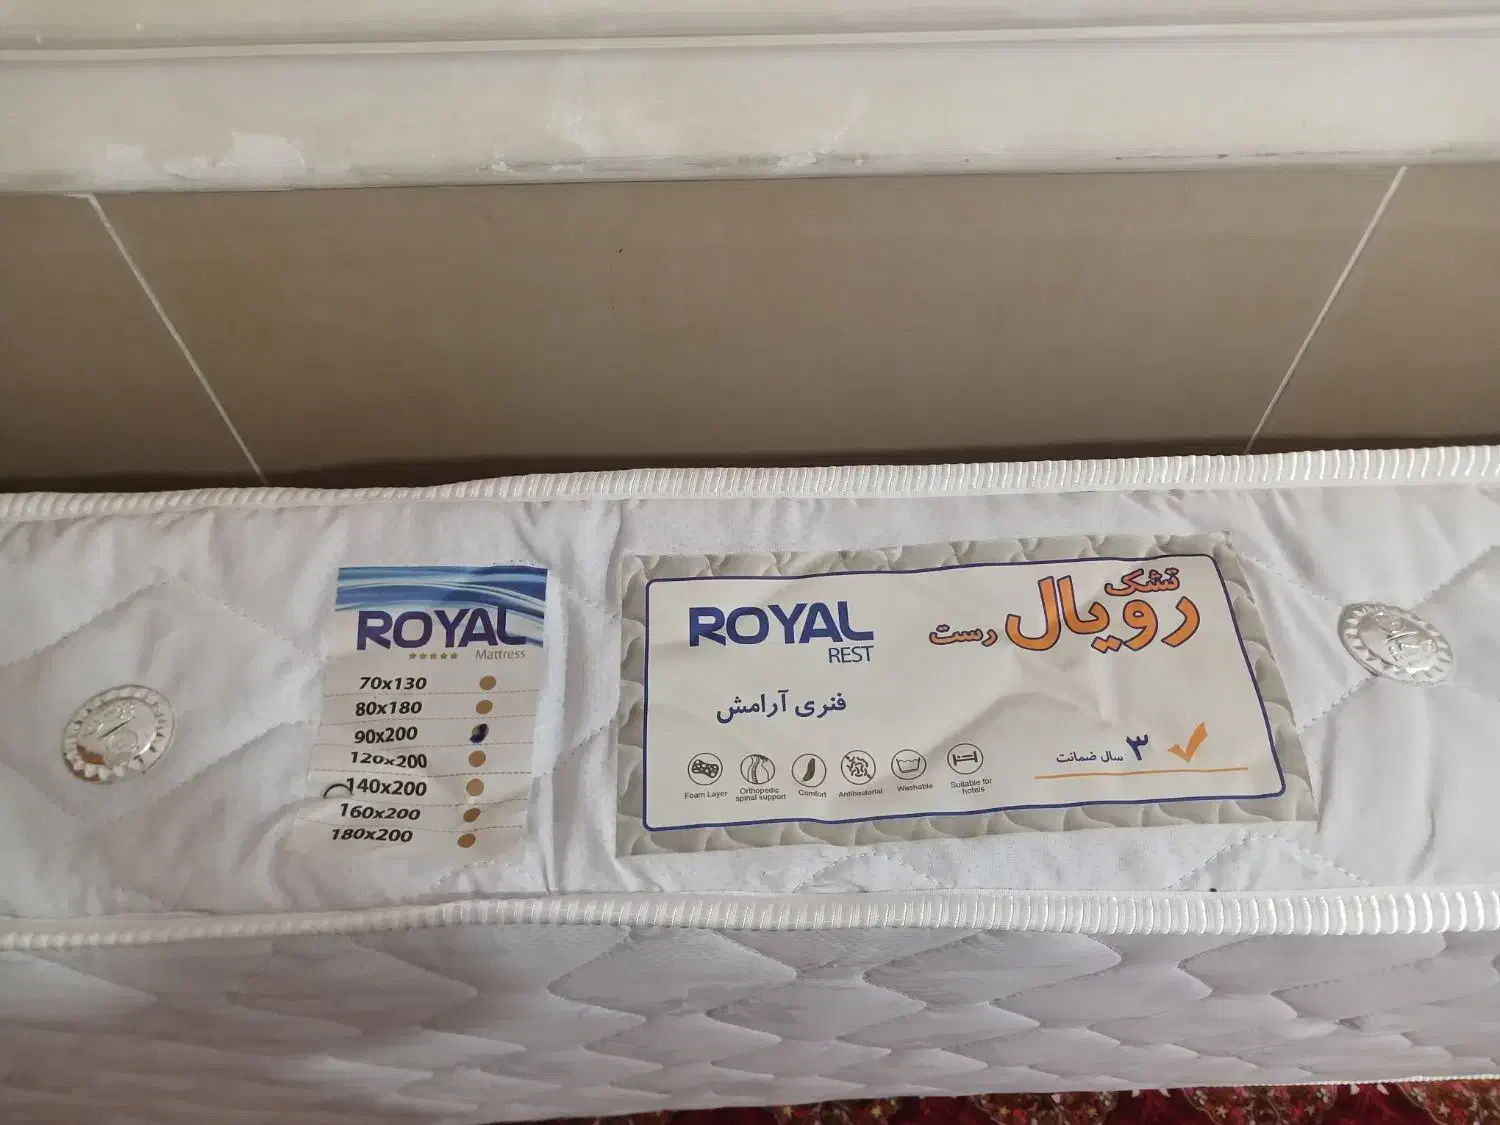 ROYAL
★★★★★ Mattress
70x130
80x180
90x200
120x200
140x200
160x200
180x200
ROYAL
REST
تشک
رویال رست
فنری آرامش
۳ سال ضمانت
Foam Layer
Orthopedic
spinal support
Comfort
Antibacterial
Washable
Suitable for
hotels